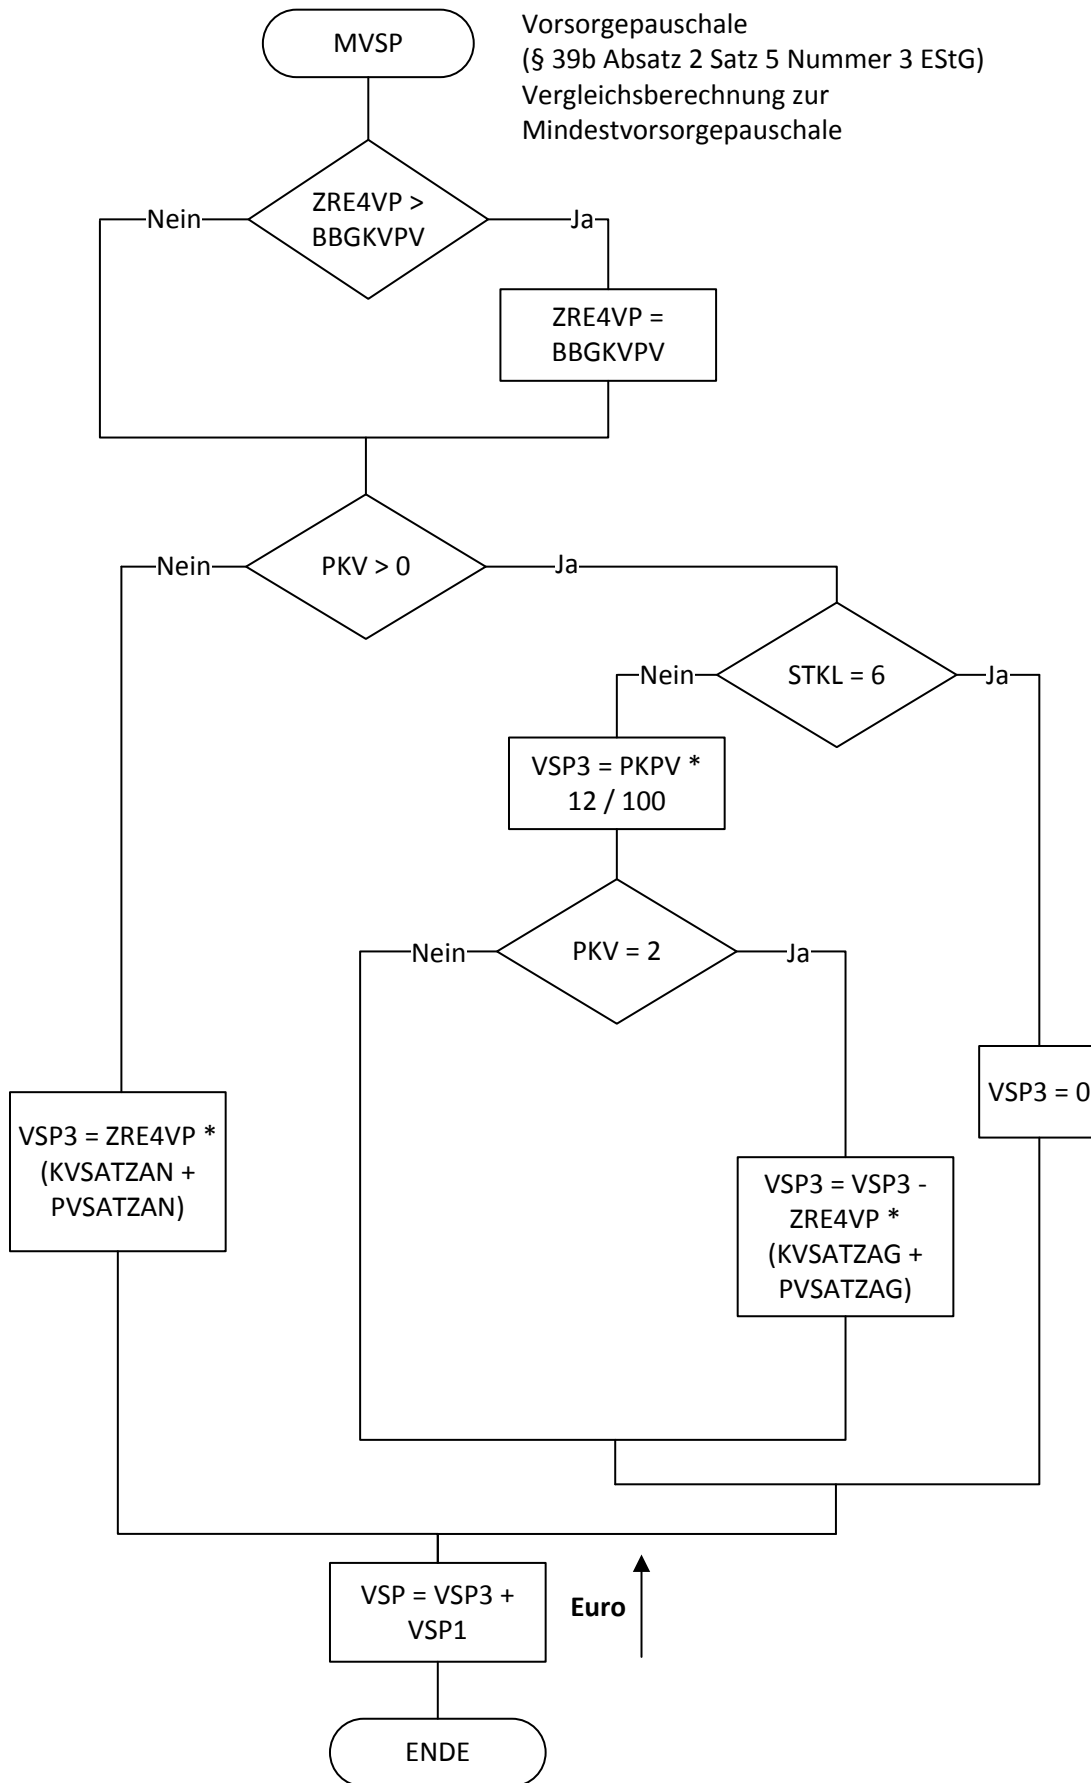 MVSP
Vorsorgepauschale
(§ 39b Absatz 2 Satz 5 Nummer 3 EStG)
Vergleichsberechnung zur
Mindestvorsorgepauschale
ZRE4VP >
BBGKVPV
Nein
Ja
ZRE4VP =
BBGKVPV
PKV > 0
Nein
Ja
STKL = 6
Nein
Ja
VSP3 = PKPV *
12 / 100
PKV = 2
Nein
Ja
VSP3 = 0
VSP3 = ZRE4VP *
(KVSATZAN +
PVSATZAN)
VSP3 = VSP3 -
ZRE4VP *
(KVSATZAG +
PVSATZAG)
VSP = VSP3 +
VSP1
Euro
ENDE